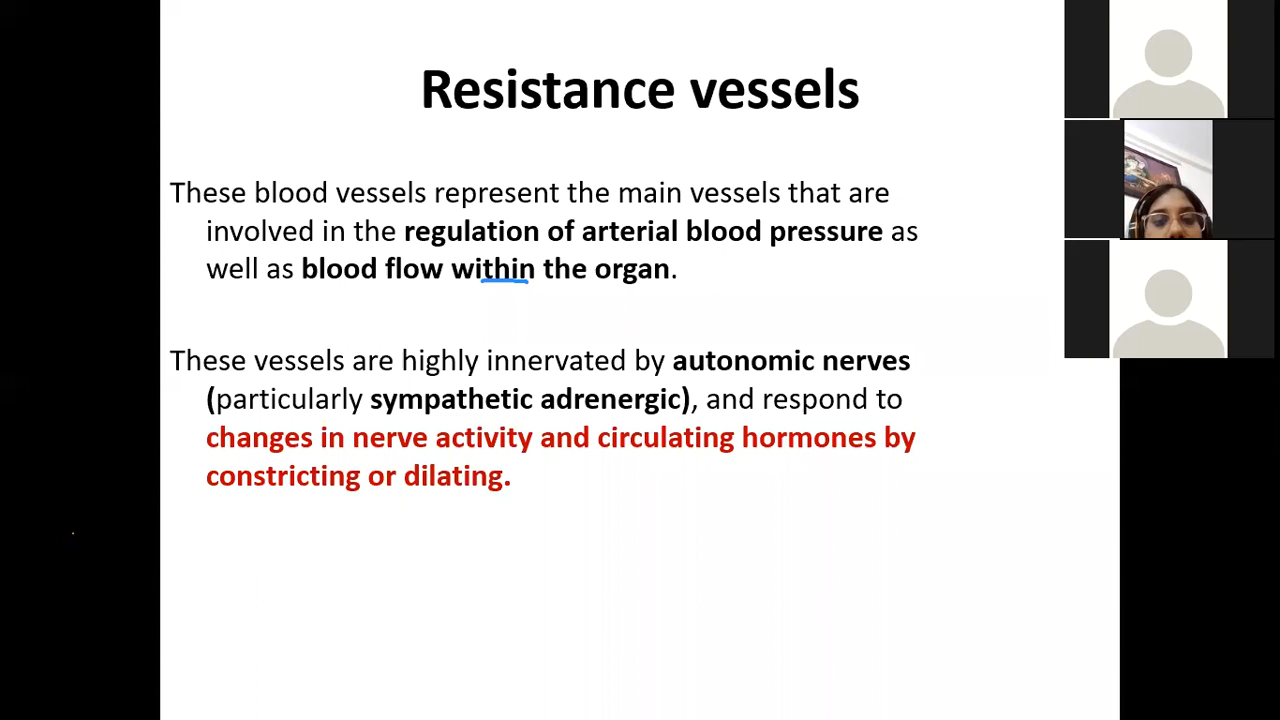 Resistance vessels
These blood vessels represent the main vessels that are
involved in the regulation of arterial blood pressure as
well as blood flow within the organ.
These vessels are highly innervated by autonomic nerves
(particularly sympathetic adrenergic), and respond to
changes in nerve activity and circulating hormones by
constricting or dilating.